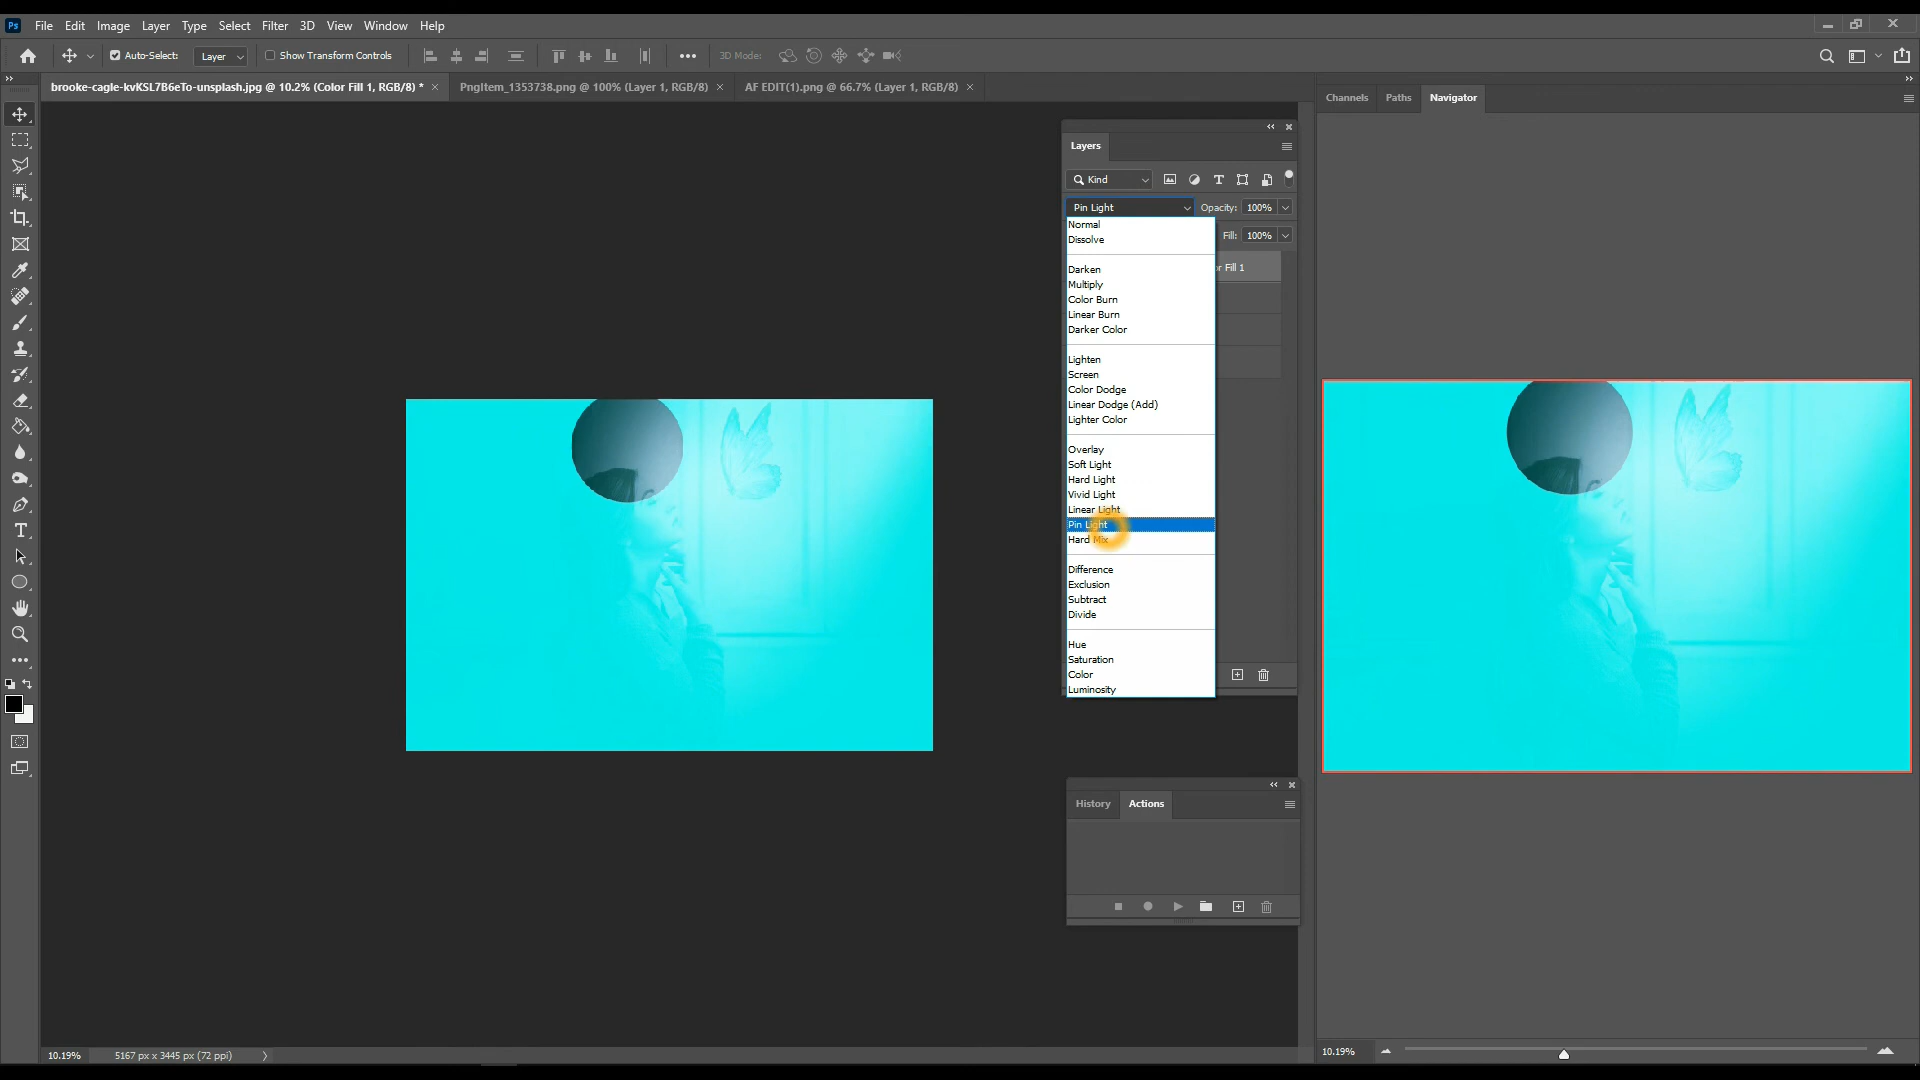 Ps File Edit Image Layer Type Select Filter 3D View Window Help
Auto-Select: Layer Show Transform Controls 3D Mode:
brooke-cagle-kvKSL7B6eTo-unsplash.jpg @ 10.2% (Color Fill 1, RGB/8) * PngItem_1353738.png @ 100% (Layer 1, RGB/8) AF EDIT(1).png @ 66.7% (Layer 1, RGB/8)
Channels Paths Navigator
Layers
Kind
Pin Light Opacity: 100%
Normal
Fill: 100%
Dissolve
r Fill 1
Darken
Multiply
Color Burn
Linear Burn
Darker Color
Lighten
Screen
Color Dodge
Linear Dodge (Add)
Lighter Color
Overlay
Soft Light
Hard Light
Vivid Light
Linear Light
Pin Light
Hard Mix
Difference
Exclusion
Subtract
Divide
Hue
Saturation
Color
Luminosity
History Actions
10.19% 5167 px x 3445 px (72 ppi)
10.19%